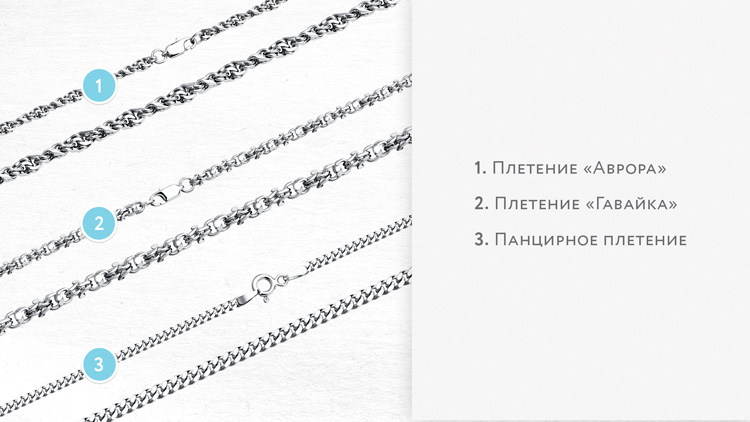 1
2
3
1. Плетение «Аврора»
2. Плетение «Гавайка»
3. Панцирное плетение